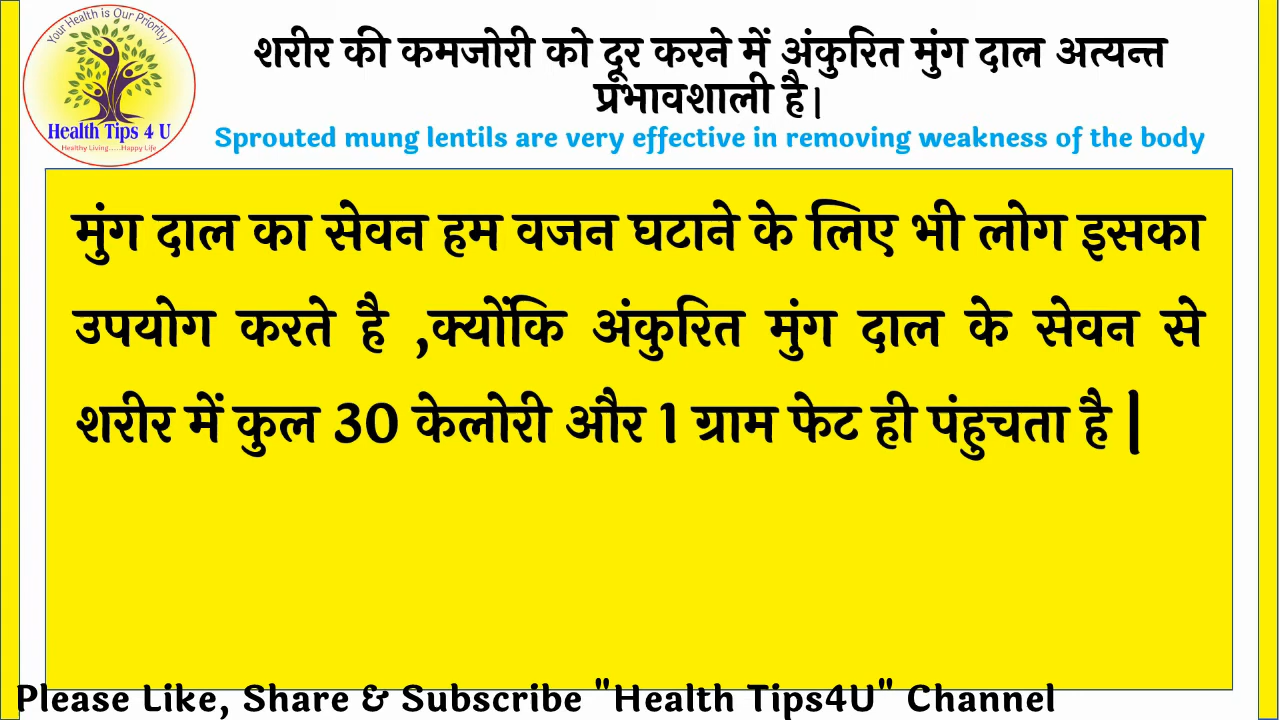 Your Health is Our Priority!
Health Tips 4 U
Healthy Living.....Happy Life
शरीर की कमजोरी को दूर करने में अंकुरित मुंग दाल अत्यन्त
प्रभावशाली है।
Sprouted mung lentils are very effective in removing weakness of the body
मुंग दाल का सेवन हम वजन घटाने के लिए भी लोग इसका
उपयोग करते है ,क्योंकि अंकुरित मुंग दाल के सेवन से
शरीर में कुल 30 केलोरी और 1 ग्राम फेट ही पंहुचता है |
Please Like, Share & Subscribe "Health Tips4U" Channel